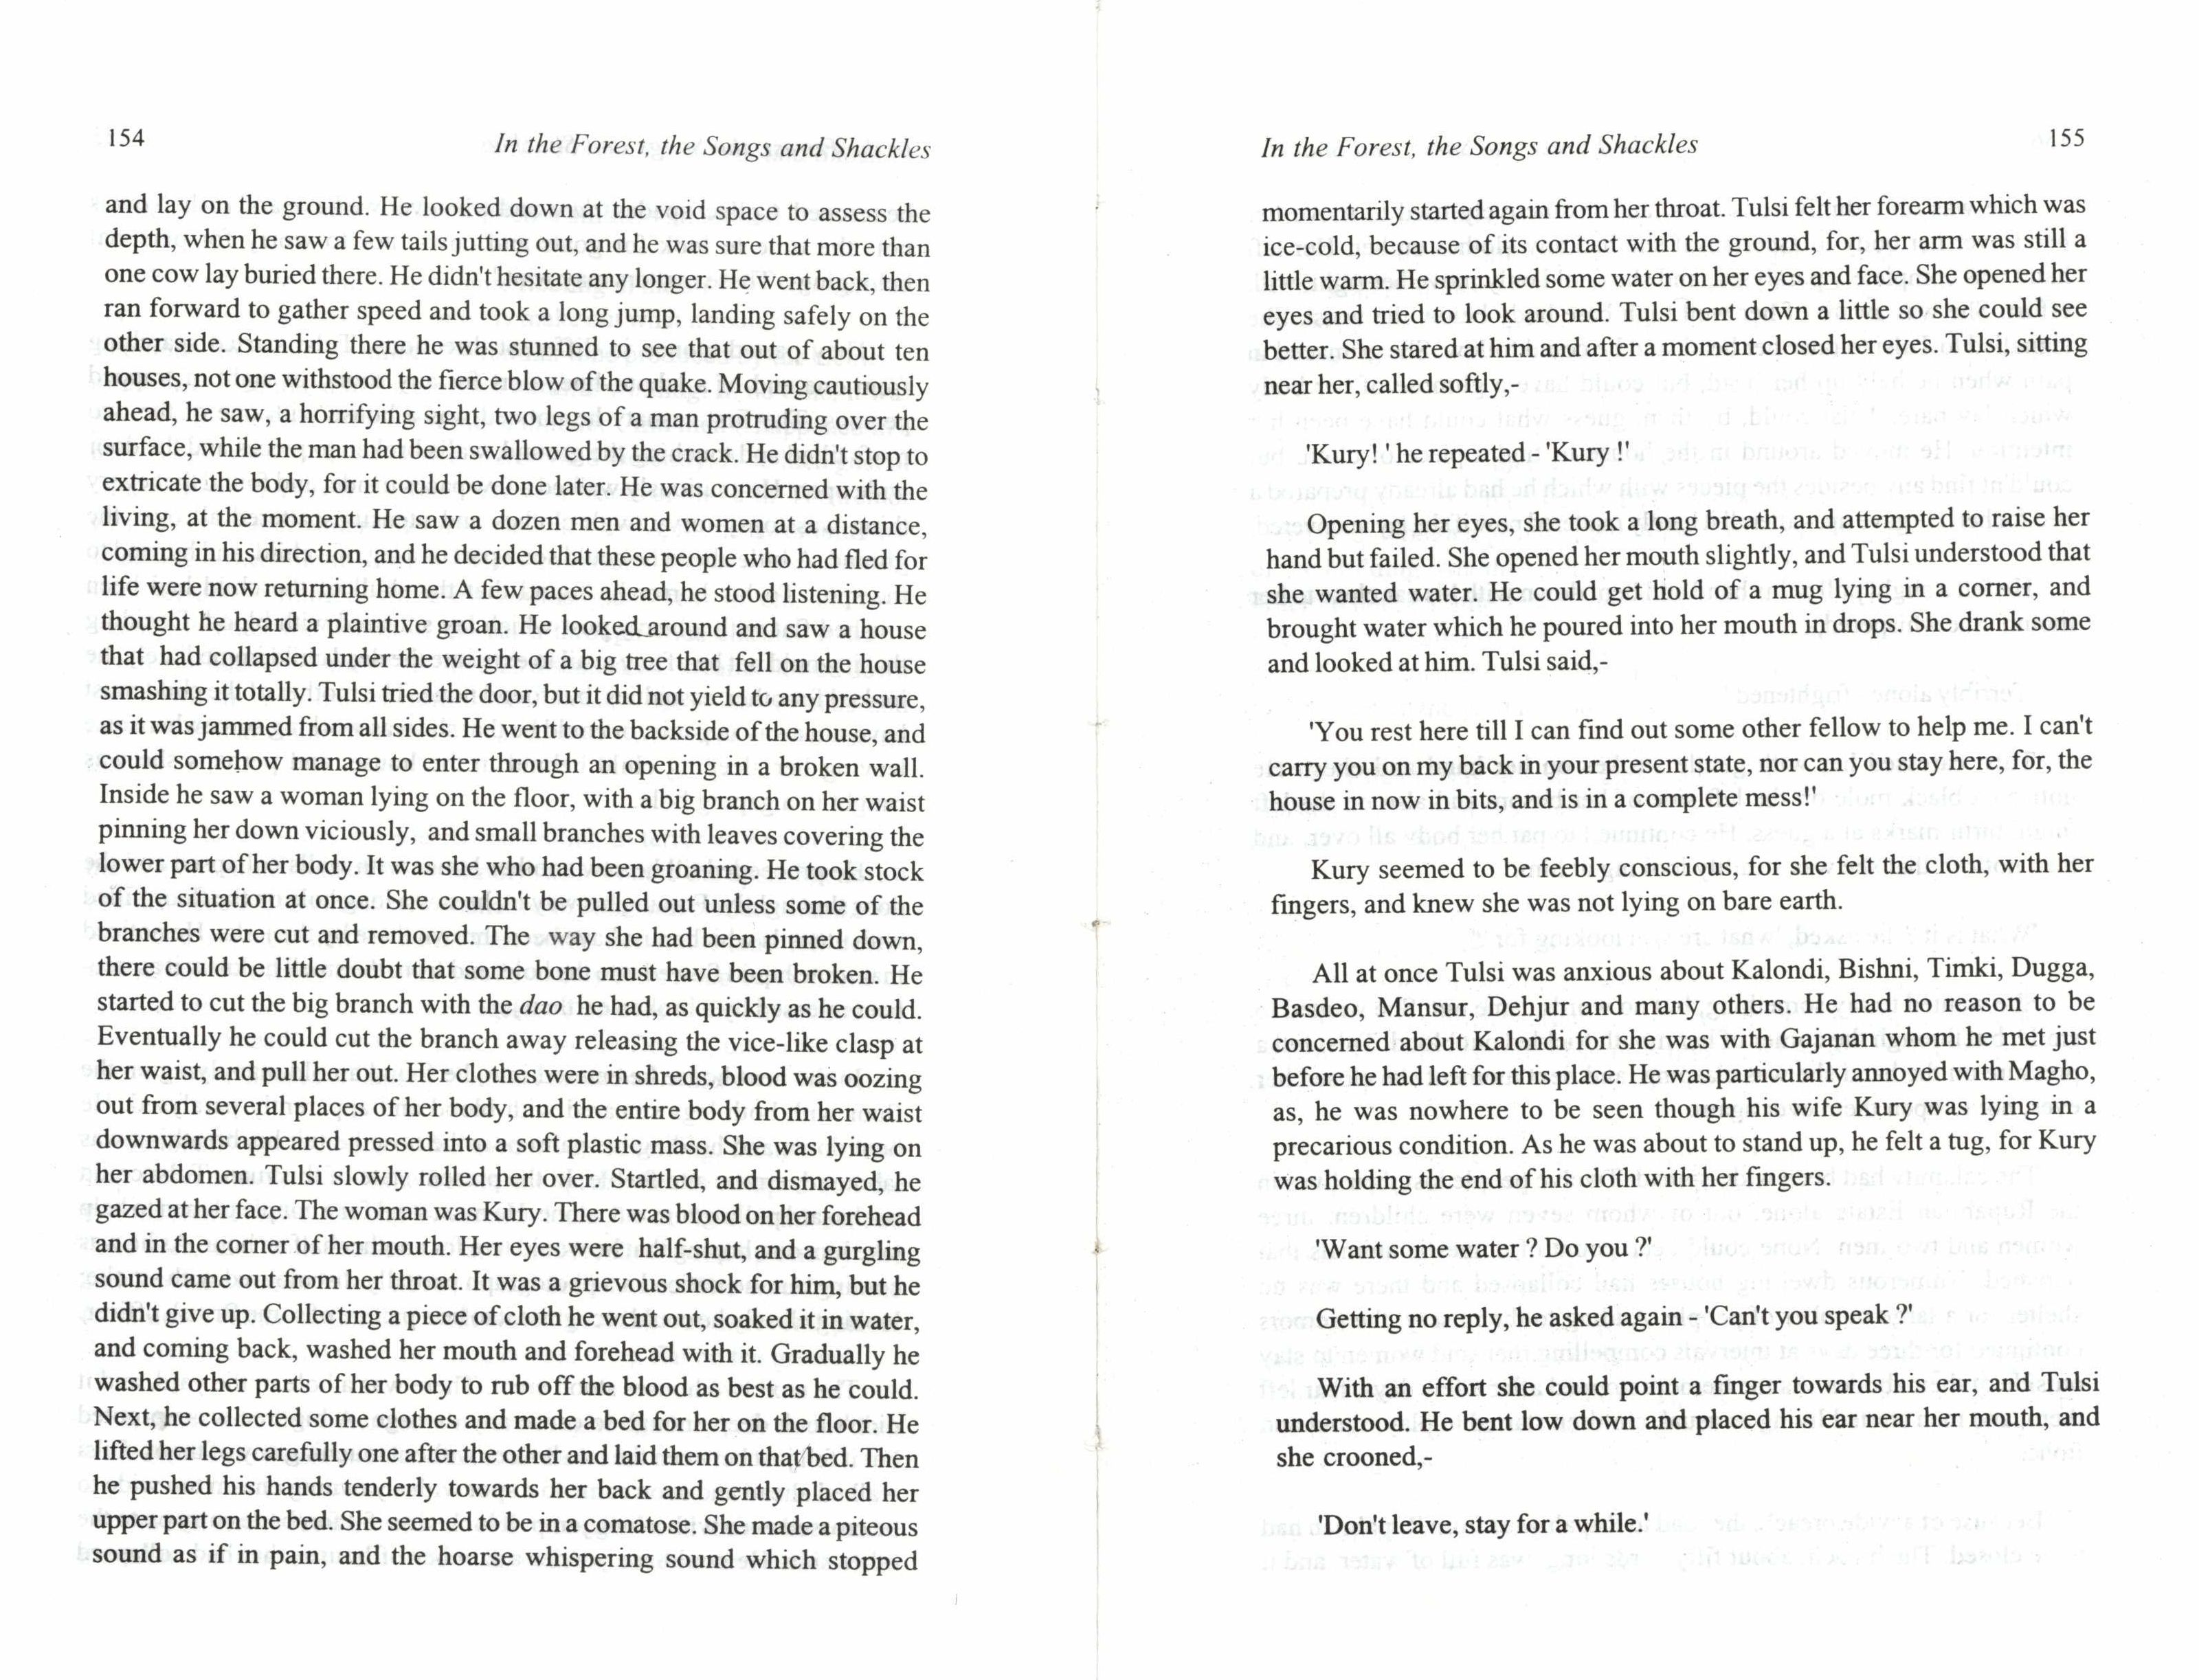 154
In the Forest, the Songs and Shackles
and lay on the ground. He looked down at the void space to assess the
depth, when he saw a few tails jutting out, and he was sure that more than
one cow lay buried there. He didn't hesitate any longer. He went back, then
ran forward to gather speed and took a long jump, landing safely on the
other side. Standing there he was stunned to see that out of about ten
houses, not one withstood the fierce blow of the quake. Moving cautiously
ahead, he saw, a horrifying sight, two legs of a man protruding over the
surface, while the man had been swallowed by the crack. He didn't stop to
extricate the body, for it could be done later. He was concerned with the
living, at the moment. He saw a dozen men and women at a distance,
coming in his direction, and he decided that these people who had fled for
life were now returning home. A few paces ahead, he stood listening. He
thought he heard a plaintive groan. He looked around and saw a house
that had collapsed under the weight of a big tree that fell on the house
smashing it totally. Tulsi tried the door, but it did not yield to any pressure,
as it was jammed from all sides. He went to the backside of the house, and
could somehow manage to enter through an opening in a broken wall.
Inside he saw a woman lying on the floor, with a big branch on her waist
pinning her down viciously, and small branches with leaves covering the
lower part of her body. It was she who had been groaning. He took stock
of the situation at once. She couldn't be pulled out unless some of the
branches were cut and removed. The way she had been pinned down,
there could be little doubt that some bone must have been broken. He
started to cut the big branch with the dao he had, as quickly as he could.
Eventually he could cut the branch away releasing the vice-like clasp at
her waist, and pull her out. Her clothes were in shreds, blood was oozing
out from several places of her body, and the entire body from her waist
downwards appeared pressed into a soft plastic mass. She was lying on
her abdomen. Tulsi slowly rolled her over. Startled, and dismayed, he
gazed at her face. The woman was Kury. There was blood on her forehead
and in the corner of her mouth. Her eyes were half-shut, and a gurgling
sound came out from her throat. It was a grievous shock for him, but he
didn't give up. Collecting a piece of cloth he went out, soaked it in water,
and coming back, washed her mouth and forehead with it. Gradually he
washed other parts of her body to rub off the blood as best as he could.
Next, he collected some clothes and made a bed for her on the floor. He
lifted her legs carefully one after the other and laid them on that bed. Then
he pushed his hands tenderly towards her back and gently placed her
upper part on the bed. She seemed to be in a comatose. She made a piteous
sound as if in pain, and the hoarse whispering sound which stopped
In the Forest, the Songs and Shackles
155
momentarily started again from her throat. Tulsi felt her forearm which was
ice-cold, because of its contact with the ground, for, her arm was still a
little warm. He sprinkled some water on her eyes and face. She opened her
eyes and tried to look around. Tulsi bent down a little so she could see
better. She stared at him and after a moment closed her eyes. Tulsi, sitting
near her, called softly,-
'Kury!' he repeated - 'Kury !'
Opening her eyes, she took a long breath, and attempted to raise her
hand but failed. She opened her mouth slightly, and Tulsi understood that
she wanted water. He could get hold of a mug lying in a corner, and
brought water which he poured into her mouth in drops. She drank some
and looked at him. Tulsi said,-
'You rest here till I can find out some other fellow to help me. I can't
carry you on my back in your present state, nor can you stay here, for, the
house in now in bits, and is in a complete mess!'
Kury seemed to be feebly conscious, for she felt the cloth, with her
fingers, and knew she was not lying on bare earth.
All at once Tulsi was anxious about Kalondi, Bishni, Timki, Dugga,
Basdeo, Mansur, Dehjur and many others. He had no reason to be
concerned about Kalondi for she was with Gajanan whom he met just
before he had left for this place. He was particularly annoyed with Magho,
as, he was nowhere to be seen though his wife Kury was lying in a
precarious condition. As he was about to stand up, he felt a tug, for Kury
was holding the end of his cloth with her fingers.
'Want some water ? Do you ?'
Getting no reply, he asked again - 'Can't you speak ?'
With an effort she could point a finger towards his ear, and Tulsi
understood. He bent low down and placed his ear near her mouth, and
she crooned,-
'Don't leave, stay for a while.'